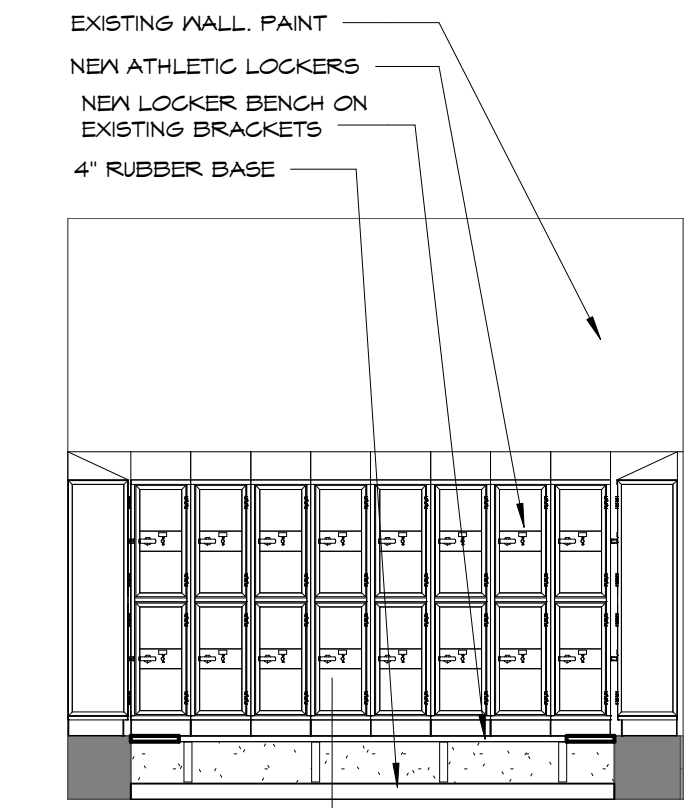 EXISTING WALL. PAINT
NEW ATHLETIC LOCKERS
NEW LOCKER BENCH ON
EXISTING BRACKETS
4" RUBBER BASE